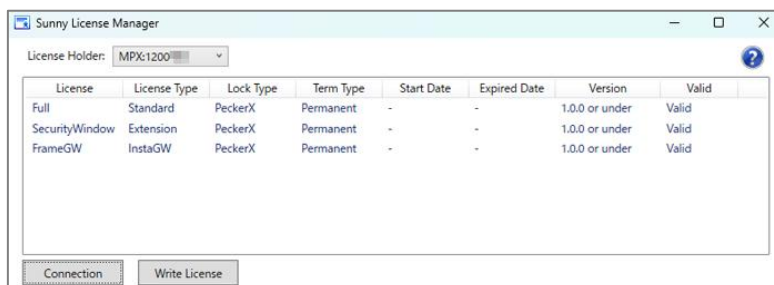 Sunny License Manager
License Holder: MPX:1200
?
License License Type Lock Type Term Type Start Date Expired Date Version Valid
Full Standard PeckerX Permanent - - 1.0.0 or under Valid
SecurityWindow Extension PeckerX Permanent - - 1.0.0 or under Valid
FrameGW InstaGW PeckerX Permanent - - 1.0.0 or under Valid
Connection Write License